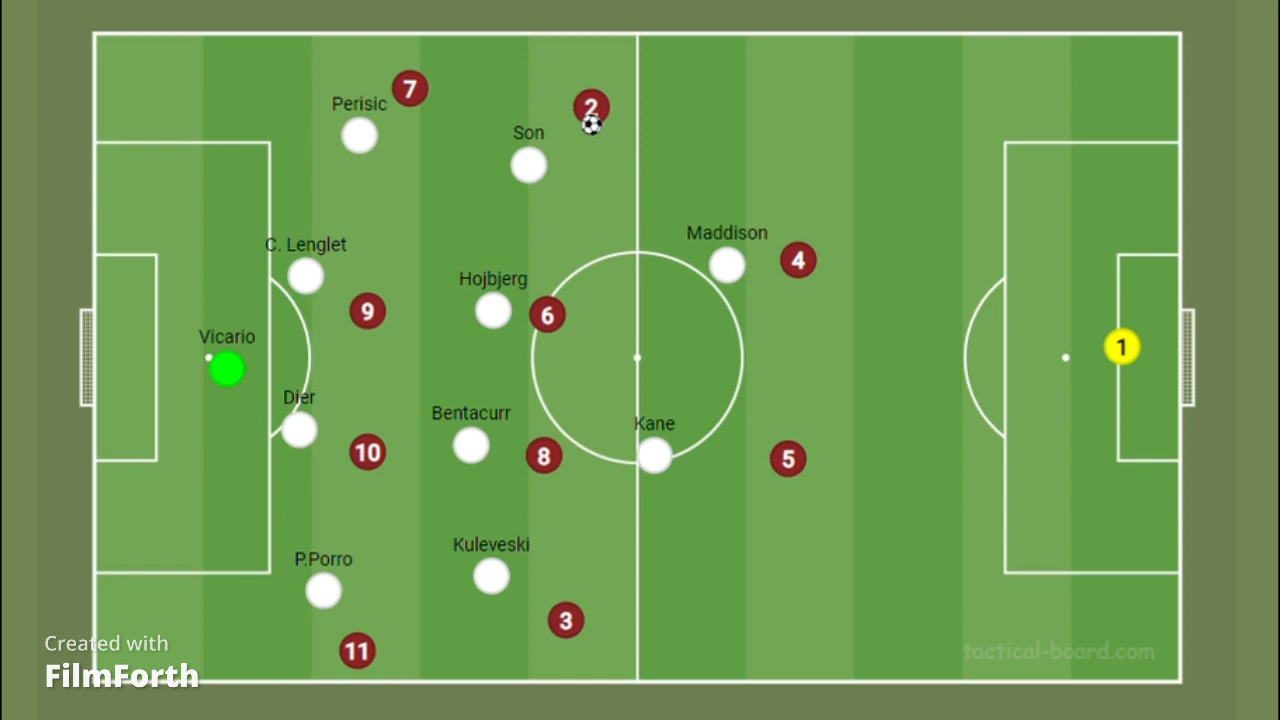 7
Perisic
2
Son
Maddison
C. Lenglet
4
Hojbjerg
9
6
Vicario
1
Dier
Bentacurr
Kane
10
8
5
Kuleveski
P.Porro
3
11
Created with
FilmForth
tactical-board.com